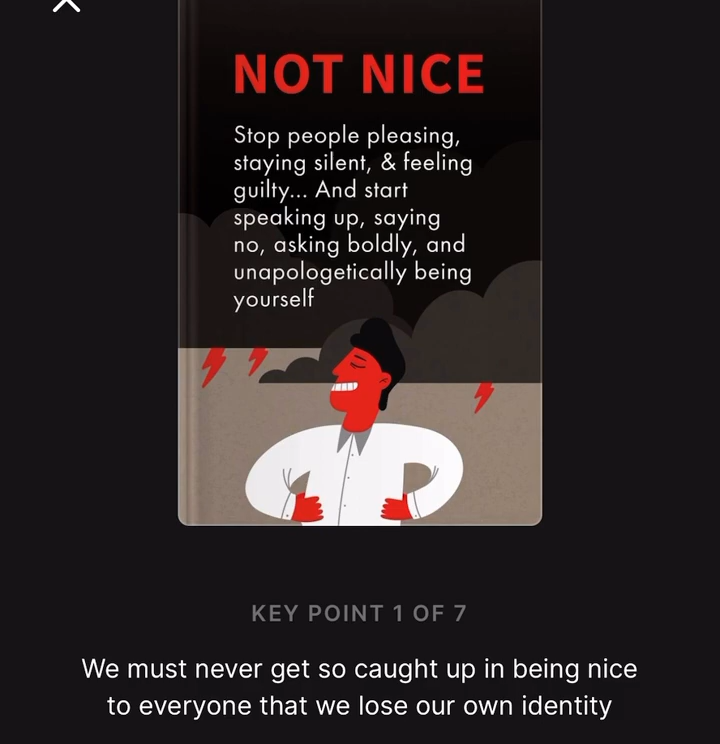 NOT NICE
Stop people pleasing,
staying silent, & feeling
guilty... And start
speaking up, saying
no, asking boldly, and
unapologetically being
yourself
KEY POINT 1 OF 7
We must never get so caught up in being nice
to everyone that we lose our own identity